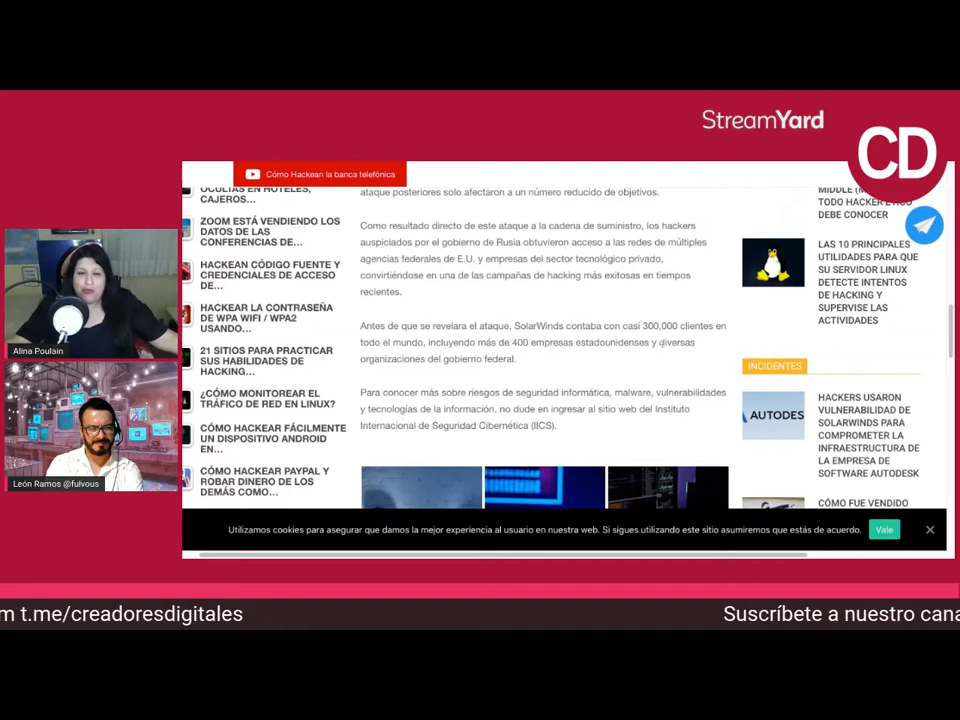 StreamYard
CD
Cómo Hackean la banca telefónica
OCULTAS EN HOTELES,
CAJEROS...
ZOOM ESTÁ VENDIENDO LOS
DATOS DE LAS
CONFERENCIAS DE...
HACKEAN CÓDIGO FUENTE Y
CREDENCIALES DE ACCESO
DE...
HACKEAR LA CONTRASEÑA
DE WPA WIFI / WPA2
USANDO...
21 SITIOS PARA PRACTICAR
SUS HABILIDADES DE
HACKING...
¿CÓMO MONITOREAR EL
TRÁFICO DE RED EN LINUX?
CÓMO HACKEAR FÁCILMENTE
UN DISPOSITIVO ANDROID
EN...
CÓMO HACKEAR PAYPAL Y
ROBAR DINERO DE LOS
DEMÁS COMO...
ataque posteriores solo afectaron a un número reducido de objetivos.
Como resultado directo de este ataque a la cadena de suministro, los hackers
auspiciados por el gobierno de Rusia obtuvieron acceso a las redes de múltiples
agencias federales de E.U. y empresas del sector tecnológico privado,
convirtiéndose en una de las campañas de hacking más exitosas en tiempos
recientes.
Antes de que se revelara el ataque, SolarWinds contaba con casi 300,000 clientes en
todo el mundo, incluyendo más de 400 empresas estadounidenses y diversas
organizaciones del gobierno federal.
Para conocer más sobre riesgos de seguridad informática, malware, vulnerabilidades
y tecnologías de la información, no dude en ingresar al sitio web del Instituto
Internacional de Seguridad Cibernética (IICS).
MIDDLE (M
TODO HACKER ÉTICO
DEBE CONOCER
LAS 10 PRINCIPALES
UTILIDADES PARA QUE
SU SERVIDOR LINUX
DETECTE INTENTOS
DE HACKING Y
SUPERVISE LAS
ACTIVIDADES
INCIDENTES
AUTODES
HACKERS USARON
VULNERABILIDAD DE
SOLARWINDS PARA
COMPROMETER LA
INFRAESTRUCTURA DE
LA EMPRESA DE
SOFTWARE AUTODESK
CÓMO FUE VENDIDO
Utilizamos cookies para asegurar que damos la mejor experiencia al usuario en nuestra web. Si sigues utilizando este sitio asumiremos que estás de acuerdo.
Vale
Alina Poulain
León Ramos @fulvous
m t.me/creadoresdigitales
Suscríbete a nuestro cana